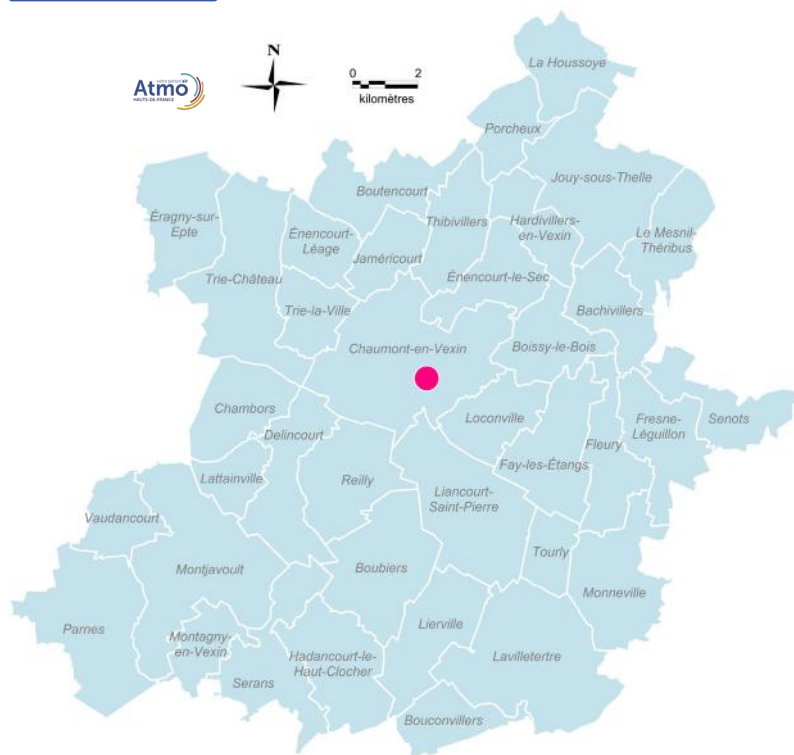 La Houssoye
N
votre parten'air
Atmo
HAUTS-DE-FRANCE
0 2
kilomètres
Porcheux
Jouy-sous-Thelle
Boutencourt
Éragny-sur-
Epte
Thibivillers
Hardivillers-
en-Vexin
Énencourt-
Léage
Le Mesnil-
Théribus
Jaméricourt
Trie-Château
Énencourt-le-Sec
Trie-la-Ville
Bachivillers
Chaumont-en-Vexin
Boissy-le-Bois
Chambors
Loconville
Fresne-
Léguillon
Senots
Delincourt
Fleury
Fay-les-Étangs
Lattainville
Reilly
Liancourt-
Saint-Pierre
Vaudancourt
Tourly
Montjavoult
Boubiers
Monneville
Parnes
Lierville
Montagny-
en-Vexin
Hadancourt-le-
Haut-Clocher
Lavilletertre
Serans
Bouconvillers